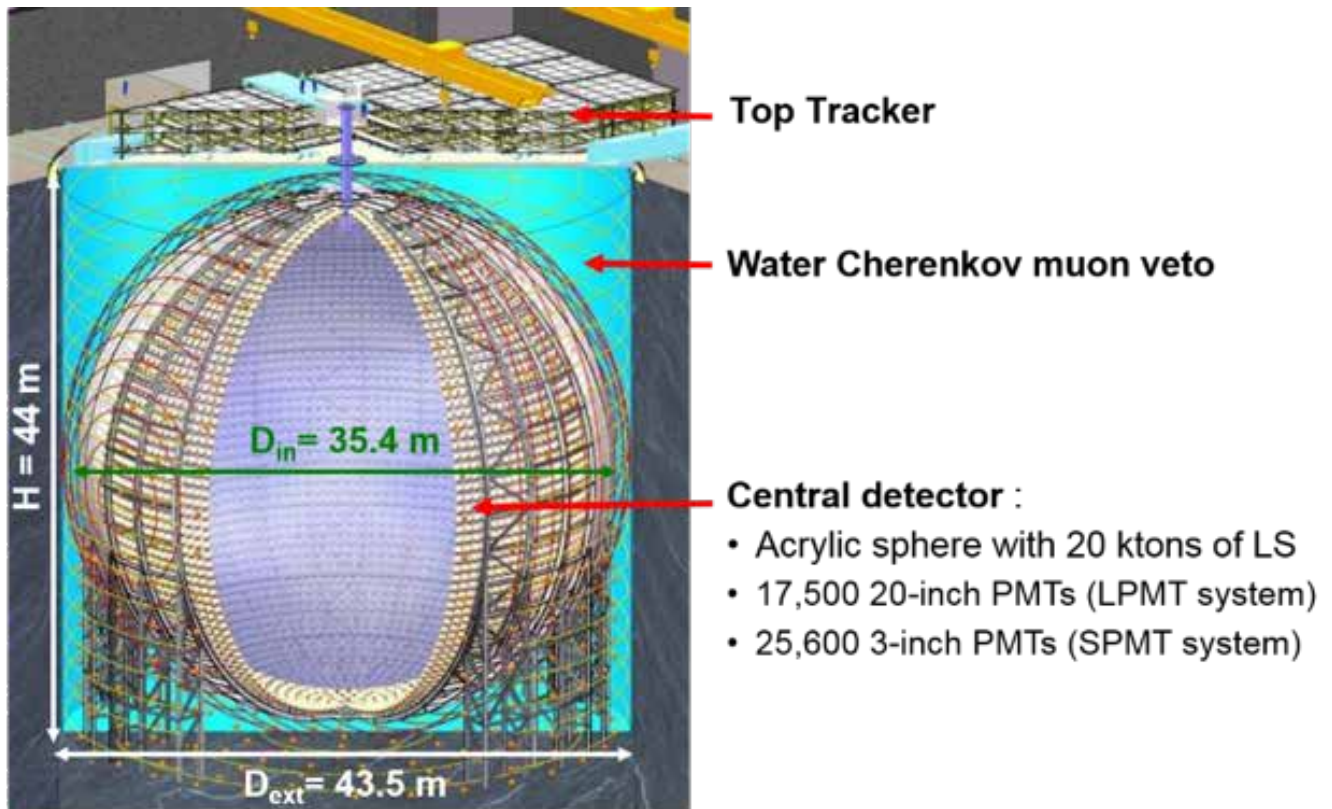 Top Tracker
Water Cherenkov muon veto
H = 44 m
D_in= 35.4 m
Central detector :
• Acrylic sphere with 20 ktons of LS
• 17,500 20-inch PMTs (LPMT system)
• 25,600 3-inch PMTs (SPMT system)
D_ext= 43.5 m